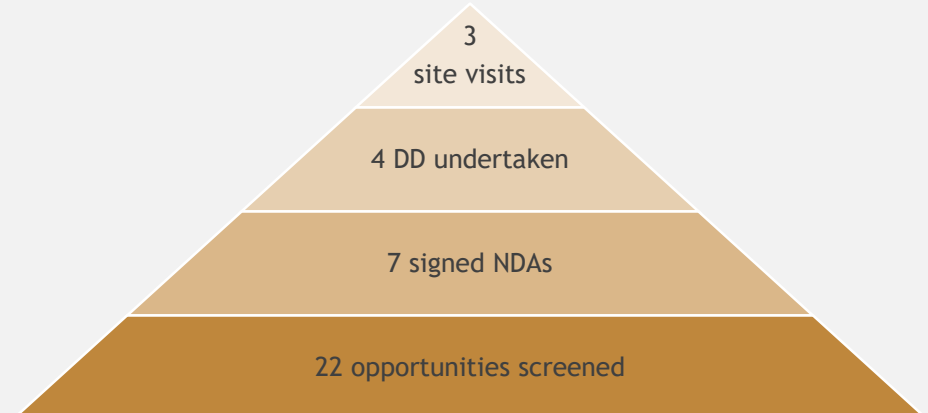 3
site visits
4 DD undertaken
7 signed NDAs
22 opportunities screened